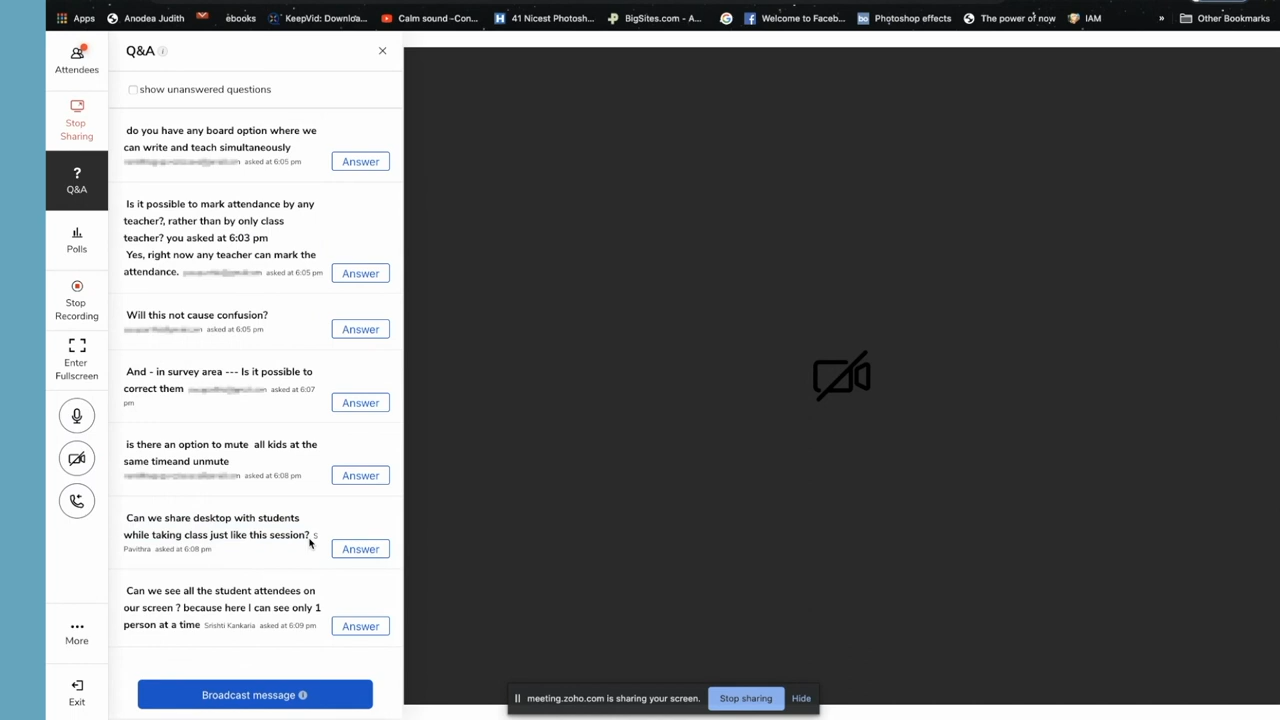 Apps
Anodea Judith
ebooks
KeepVid: Downloa...
Calm sound -Con...
41 Nicest Photosh...
BigSites.com - A...
Welcome to Faceb...
Photoshop effects
The power of now
IAM
»
Other Bookmarks
Attendees
Stop
Sharing
?
Q&A
Polls
Stop
Recording
Enter
Fullscreen
More
Exit
Q&A
show unanswered questions
do you have any board option where we
can write and teach simultaneously
asked at 6:05 pm
Answer
Is it possible to mark attendance by any
teacher?, rather than by only class
teacher? you asked at 6:03 pm
Yes, right now any teacher can mark the
attendance. asked at 6:05 pm
Answer
Will this not cause confusion?
asked at 6:05 pm
Answer
And - in survey area --- Is it possible to
correct them asked at 6:07
pm
Answer
is there an option to mute all kids at the
same timeand unmute
asked at 6:08 pm
Answer
Can we share desktop with students
while taking class just like this session? s
Pavithra asked at 6:08 pm
Answer
Can we see all the student attendees on
our screen ? because here I can see only 1
person at a time Srishti Kankaria asked at 6:09 pm
Answer
Broadcast message
meeting.zoho.com is sharing your screen.
Stop sharing
Hide